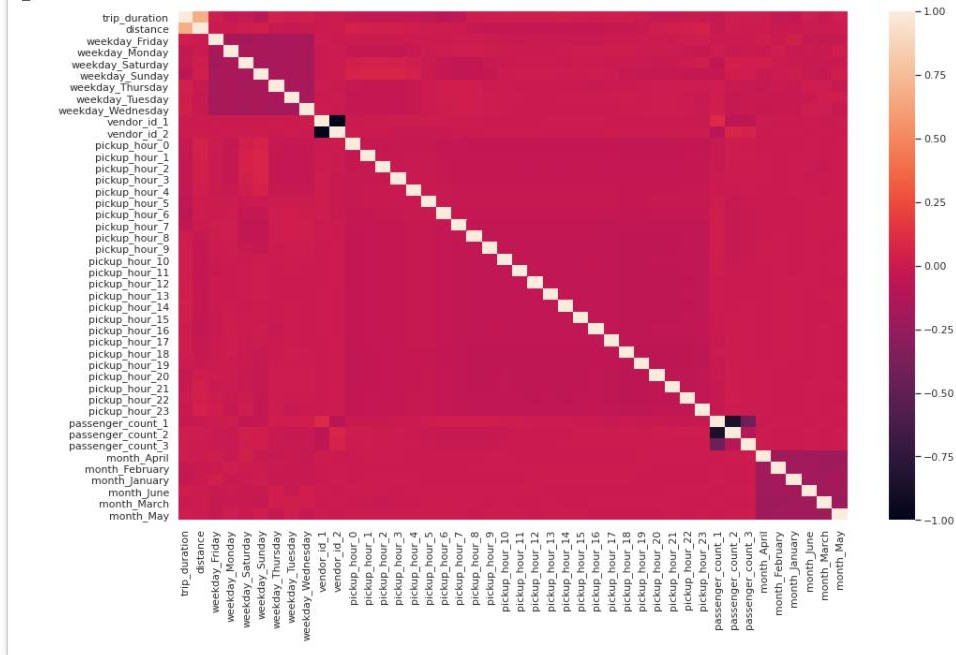 trip_duration
distance
weekday_Friday
weekday_Monday
weekday_Saturday
weekday_Sunday
weekday_Thursday
weekday_Tuesday
weekday_Wednesday
vendor_id_1
vendor_id_2
pickup_hour_0
pickup_hour_1
pickup_hour_2
pickup_hour_3
pickup_hour_4
pickup_hour_5
pickup_hour_6
pickup_hour_7
pickup_hour_8
pickup_hour_9
pickup_hour_10
pickup_hour_11
pickup_hour_12
pickup_hour_13
pickup_hour_14
pickup_hour_15
pickup_hour_16
pickup_hour_17
pickup_hour_18
pickup_hour_19
pickup_hour_20
pickup_hour_21
pickup_hour_22
pickup_hour_23
passenger_count_1
passenger_count_2
passenger_count_3
month_April
month_February
month_January
month_June
month_March
month_May
trip_duration
distance
weekday_Friday
weekday_Monday
weekday_Saturday
weekday_Sunday
weekday_Thursday
weekday_Tuesday
weekday_Wednesday
vendor_id_1
vendor_id_2
pickup_hour_0
pickup_hour_1
pickup_hour_2
pickup_hour_3
pickup_hour_4
pickup_hour_5
pickup_hour_6
pickup_hour_7
pickup_hour_8
pickup_hour_9
pickup_hour_10
pickup_hour_11
pickup_hour_12
pickup_hour_13
pickup_hour_14
pickup_hour_15
pickup_hour_16
pickup_hour_17
pickup_hour_18
pickup_hour_19
pickup_hour_20
pickup_hour_21
pickup_hour_22
pickup_hour_23
passenger_count_1
passenger_count_2
passenger_count_3
month_April
month_February
month_January
month_June
month_March
month_May
1.00
0.75
0.50
0.25
0.00
−0.25
−0.50
−0.75
−1.00